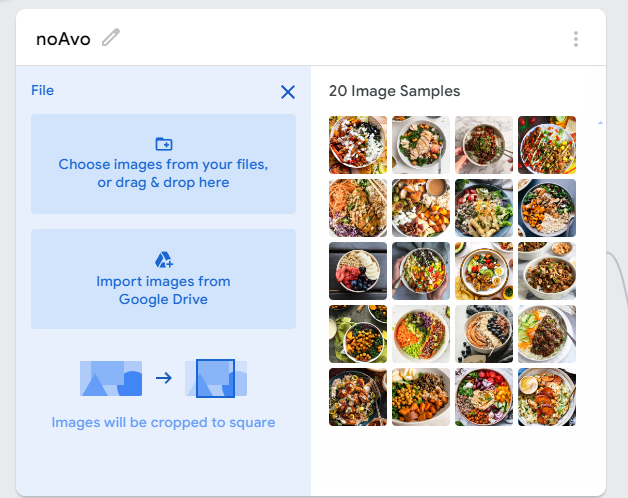 noAvo
File
Choose images from your files,
or drag & drop here
Import images from
Google Drive
Images will be cropped to square
20 Image Samples